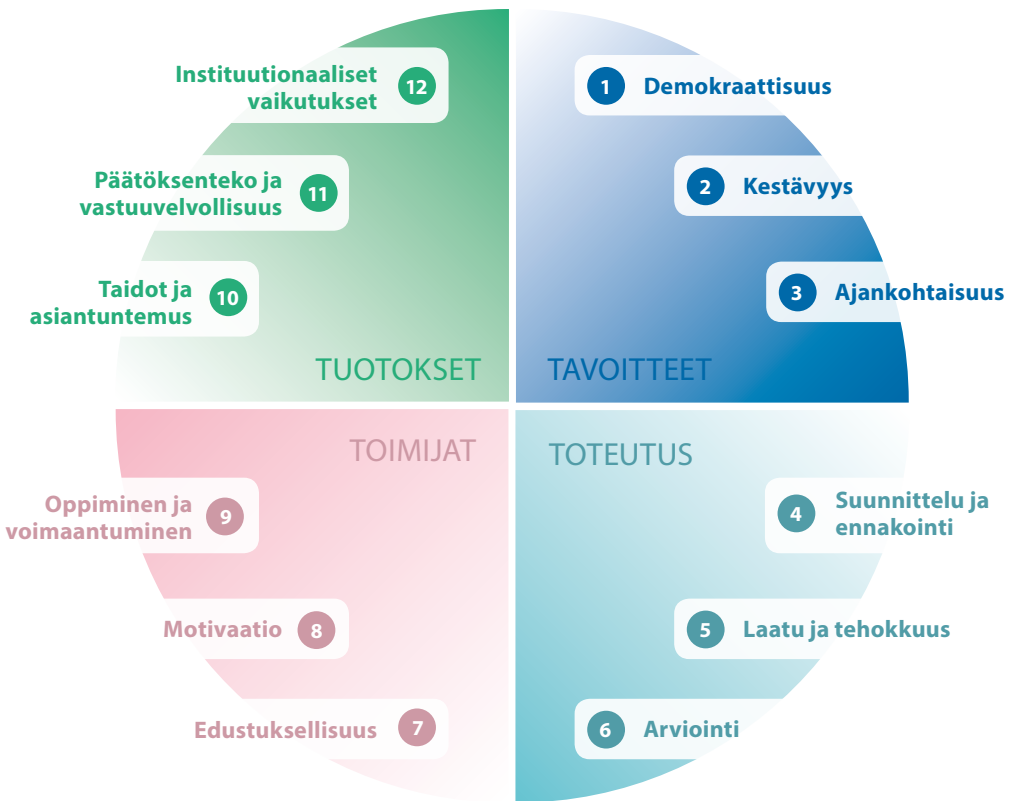 TAVOITTEET
1 Demokraattisuus
2 Kestävyys
3 Ajankohtaisuus
TOTEUTUS
4 Suunnittelu ja
ennakointi
5 Laatu ja tehokkuus
6 Arviointi
TOIMIJAT
7 Edustuksellisuus
8 Motivaatio
9 Oppiminen ja
voimaantuminen
TUOTOKSET
10 Taidot ja
asiantuntemus
11 Päätöksenteko ja
vastuuvelvollisuus
12 Instituutionaaliset
vaikutukset